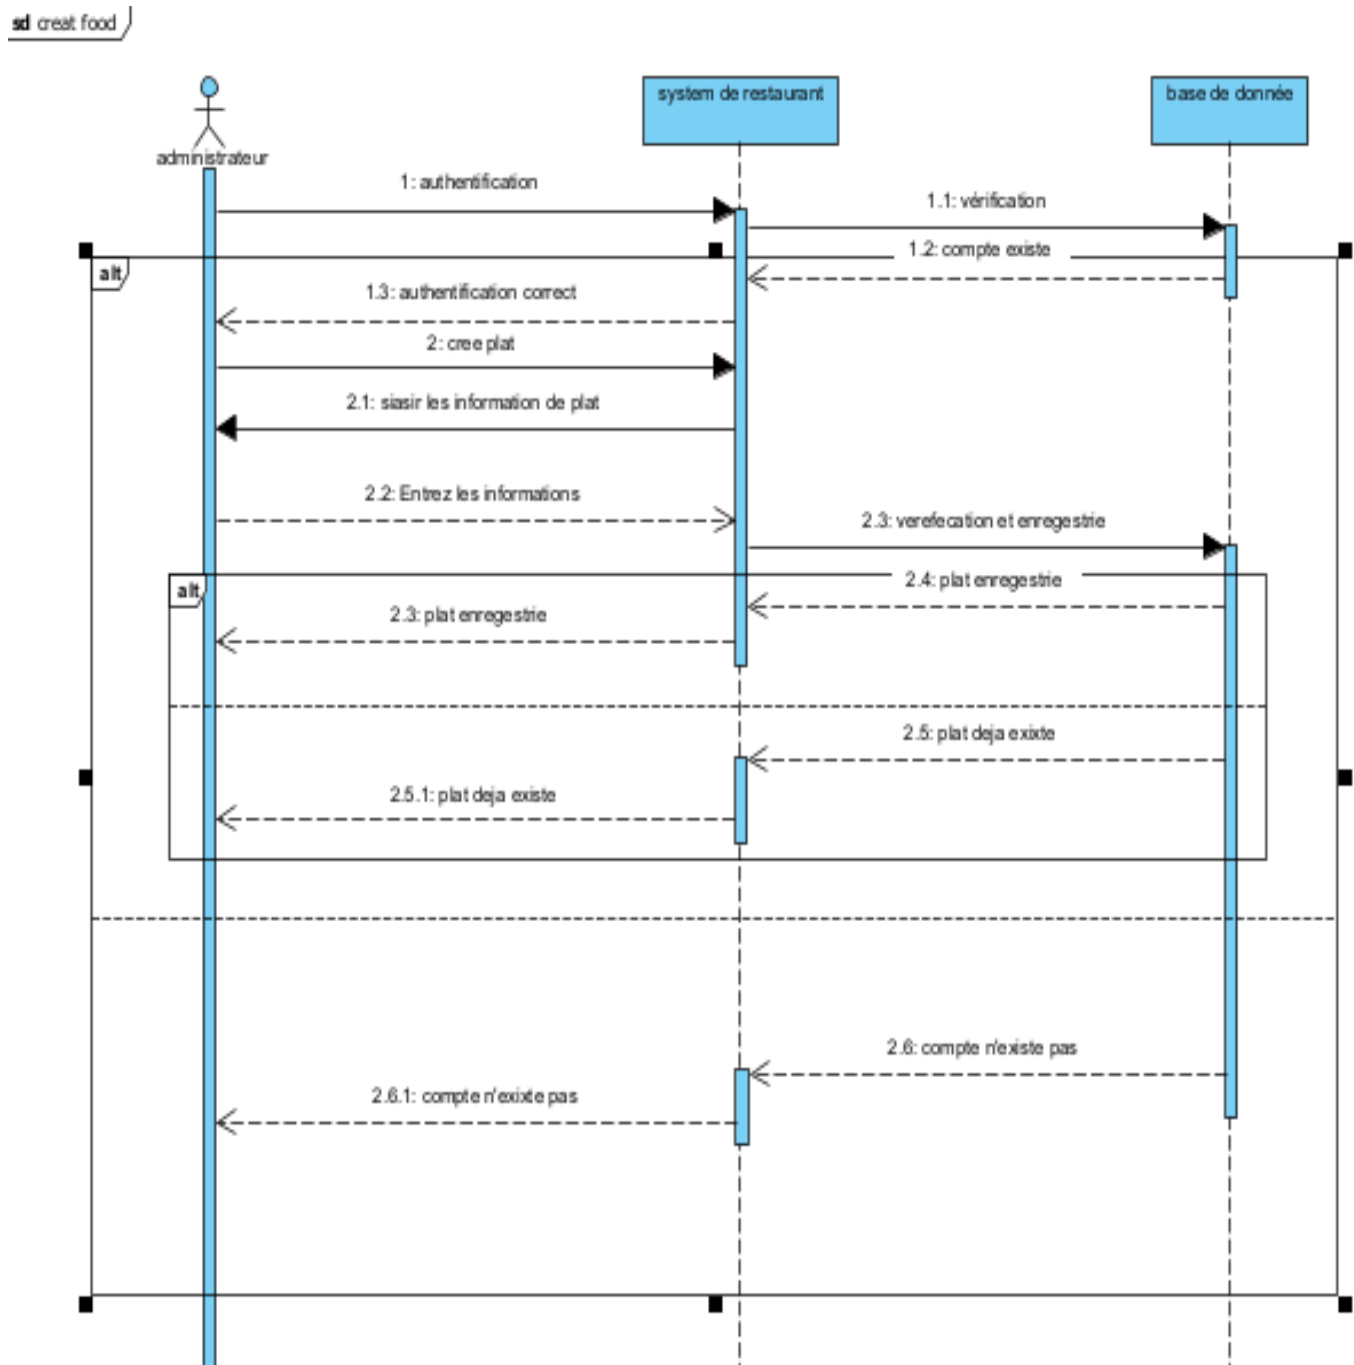 sd creat food
system de restaurant
base de donnée
administrateur
1: authentification
1.1: vérification
1.2: compte existe
alt
1.3: authentification correct
2: cree plat
2.1: siasir les information de plat
2.2: Entrez les informations
2.3: verefecation et enregestrie
alt
2.4: plat enregestrie
2.3: plat enregestrie
2.5: plat deja exixte
2.5.1: plat deja existe
2.6: compte n'existe pas
2.6.1: compte n'exixte pas